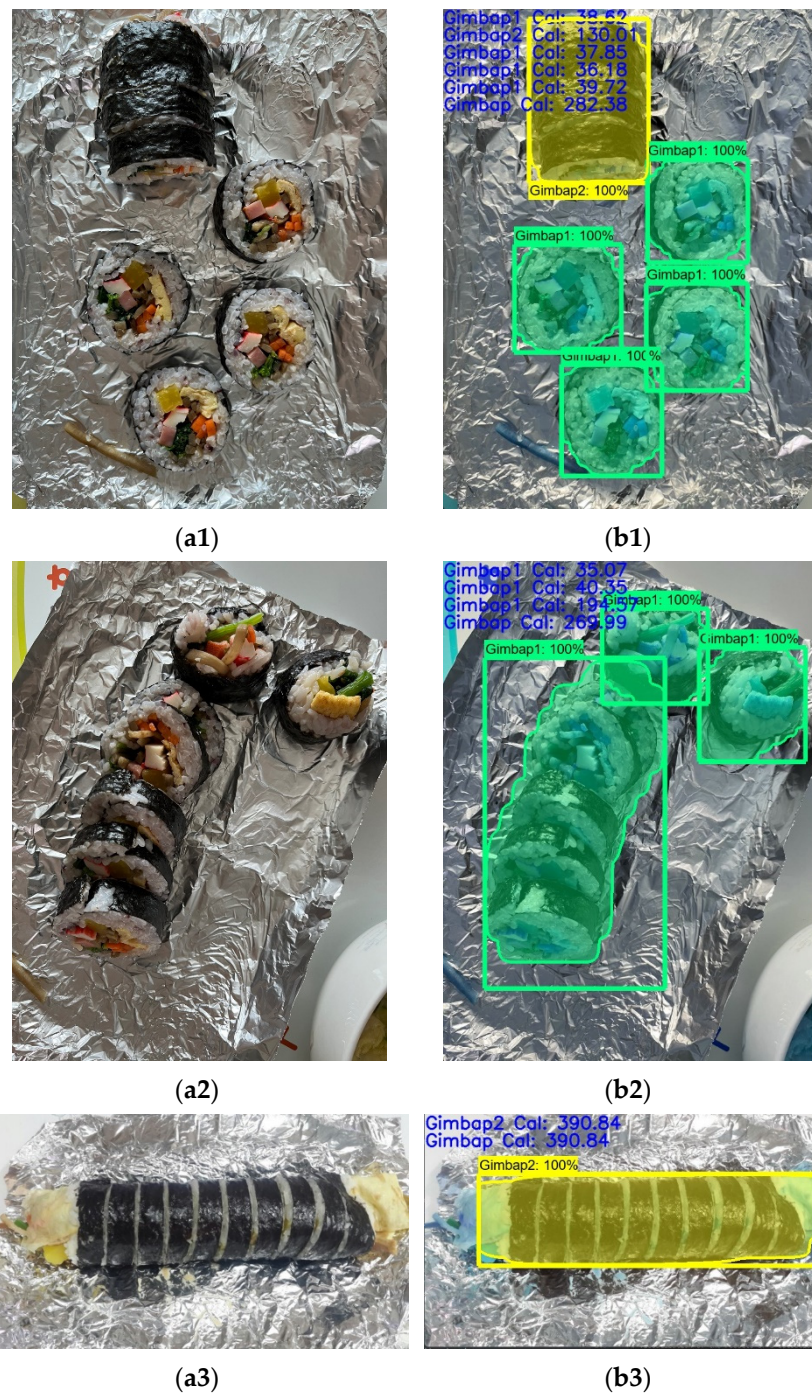 Gimbap1 Cal: 38.62
Gimbap2 Cal: 130.01
Gimbap1 Cal: 37.85
Gimbap1 Cal: 36.18
Gimbap1 Cal: 39.72
Gimbap Cal: 282.38
Gimbap1: 100%
Gimbap2: 100%
Gimbap1: 100%
Gimbap1: 100%
Gimbap1: 100%
(a1)
(b1)
Gimbap1 Cal: 35.07
Gimbap1 Cal: 40.35
Gimbap1 Cal: 194.57
Gimbap Cal: 269.99
Gimbap1: 100%
Gimbap1: 100%
Gimbap1: 100%
(a2)
(b2)
Gimbap2 Cal: 390.84
Gimbap Cal: 390.84
Gimbap2: 100%
(a3)
(b3)